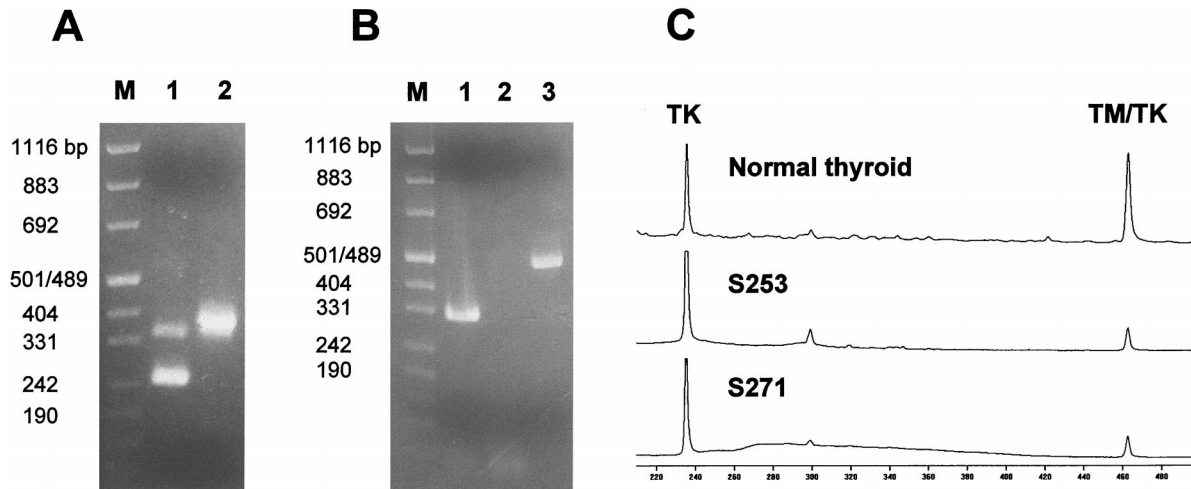 A
B
C
M 1 2
1116 bp
883
692
501/489
404
331
242
190
M 1 2 3
1116 bp
883
692
501/489
404
331
242
190
TK
TM/TK
Normal thyroid
S253
S271
220 240 260 280 300 320 340 360 380 400 420 440 460 480